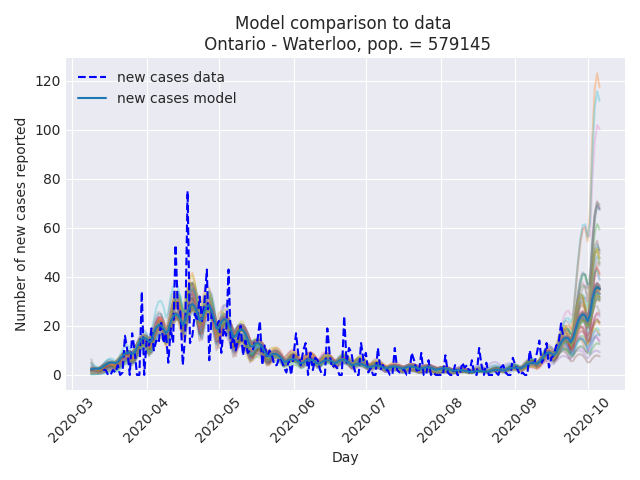 Model comparison to data
Ontario - Waterloo, pop. = 579145
new cases data
new cases model
Number of new cases reported
120
100
80
60
40
20
0
2020-03
2020-04
2020-05
2020-06
2020-07
2020-08
2020-09
2020-10
Day